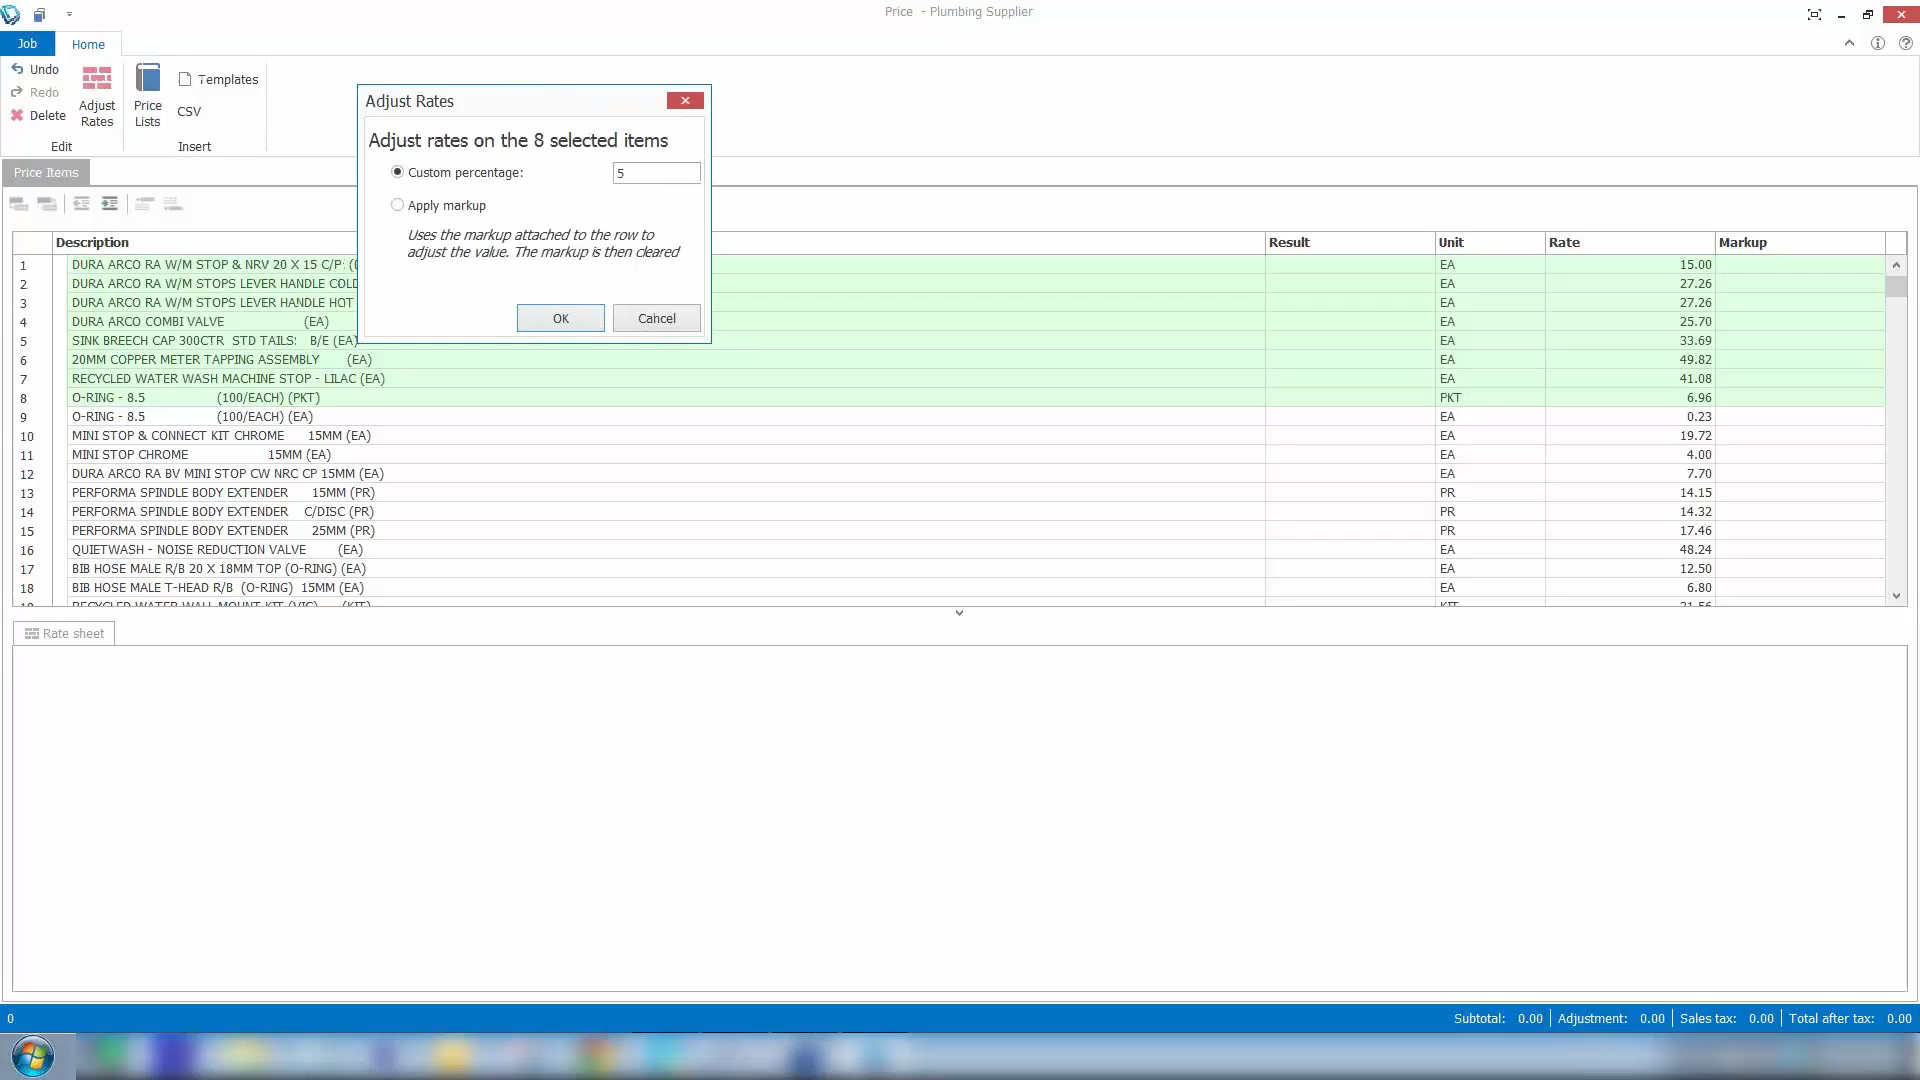 Price - Plumbing Supplier
Job Home
Undo
Redo
Delete
Adjust
Rates
Edit
Price
Lists
Templates
CSV
Insert
Price Items
Adjust Rates
Adjust rates on the 8 selected items
Custom percentage: 5
Apply markup
Uses the markup attached to the row to
adjust the value. The markup is then cleared
OK Cancel
Description Result Unit Rate Markup
1 DURA ARCO RA W/M STOP & NRV 20 X 15 C/P EA 15.00
2 DURA ARCO RA W/M STOPS LEVER HANDLE COLD EA 27.26
3 DURA ARCO RA W/M STOPS LEVER HANDLE HOT EA 27.26
4 DURA ARCO COMBI VALVE (EA) EA 25.70
5 SINK BREECH CAP 300CTR STD TAILS B/E (EA) EA 33.69
6 20MM COPPER METER TAPPING ASSEMBLY (EA) EA 49.82
7 RECYCLED WATER WASH MACHINE STOP - LILAC (EA) EA 41.08
8 O-RING - 8.5 (100/EACH) (PKT) PKT 6.96
9 O-RING - 8.5 (100/EACH) (EA) EA 0.23
10 MINI STOP & CONNECT KIT CHROME 15MM (EA) EA 19.72
11 MINI STOP CHROME 15MM (EA) EA 4.00
12 DURA ARCO RA BV MINI STOP CW NRC CP 15MM (EA) EA 7.70
13 PERFORMA SPINDLE BODY EXTENDER 15MM (PR) PR 14.15
14 PERFORMA SPINDLE BODY EXTENDER C/DISC (PR) PR 14.32
15 PERFORMA SPINDLE BODY EXTENDER 25MM (PR) PR 17.46
16 QUIETWASH - NOISE REDUCTION VALVE (EA) EA 48.24
17 BIB HOSE MALE R/B 20 X 18MM TOP (O-RING) (EA) EA 12.50
18 BIB HOSE MALE T-HEAD R/B (O-RING) 15MM (EA) EA 6.80
19 RECYCLED WATER WALL MOUNT KIT (VIC) (KIT) KIT 21.56
Rate sheet
0 Subtotal: 0.00 Adjustment: 0.00 Sales tax: 0.00 Total after tax: 0.00